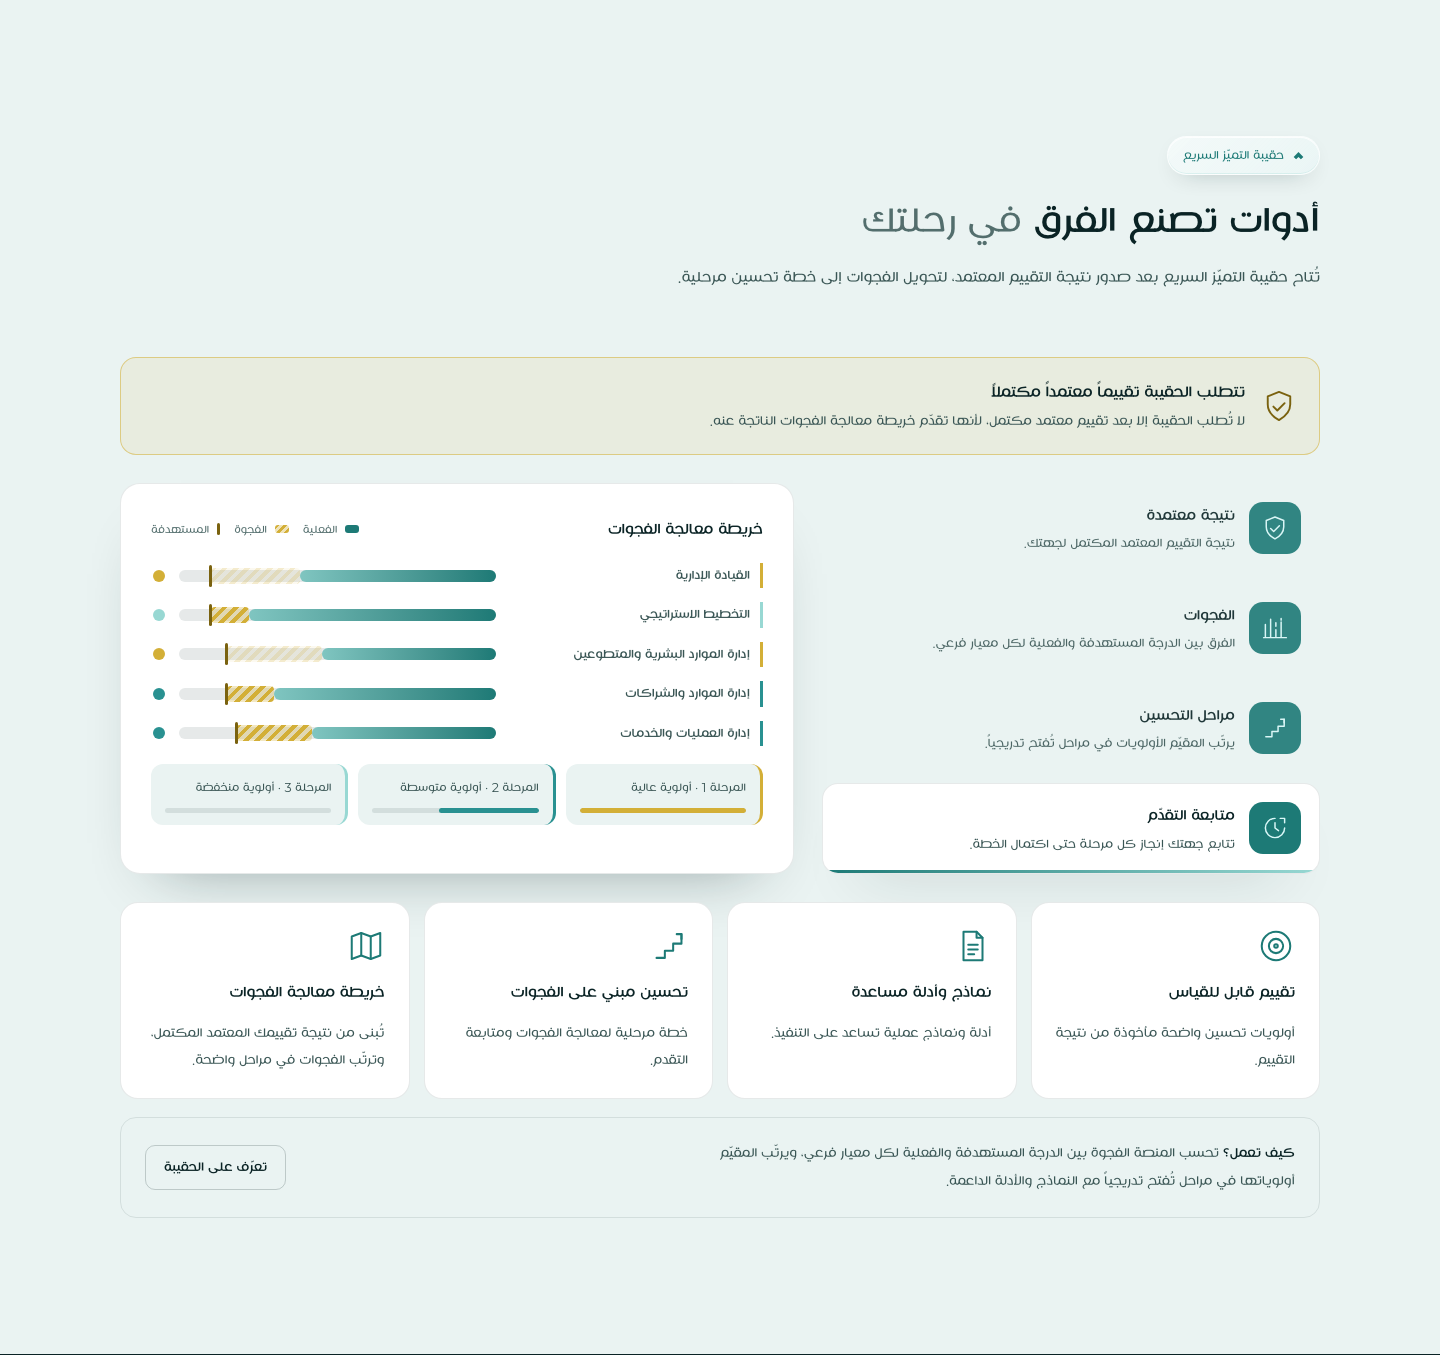 حقيبة التميّز السريع
أدوات تصنع الفرق في رحلتك
تُتاح حقيبة التميّز السريع بعد صدور نتيجة التقييم المعتمد، لتحويل الفجوات إلى خطة تحسين مرحلية.
تتطلب الحقيبة تقييماً معتمداً مكتملاً
لا تُطلب الحقيبة إلا بعد تقييم معتمد مكتمل، لأنها تقدّم خريطة معالجة الفجوات الناتجة عنه.
نتيجة معتمدة
نتيجة التقييم المعتمد المكتمل لجهتك.
الفجوات
الفرق بين الدرجة المستهدفة والفعلية لكل معيار فرعي.
مراحل التحسين
يرتّب المقيّم الأولويات في مراحل تُفتح تدريجياً.
متابعة التقدّم
تتابع جهتك إنجاز كل مرحلة حتى اكتمال الخطة.
خريطة معالجة الفجوات
الفعلية
الفجوة
المستهدفة
القيادة الإدارية
التخطيط الاستراتيجي
إدارة الموارد البشرية والمتطوعين
إدارة الموارد والشراكات
إدارة العمليات والخدمات
المرحلة 1 · أولوية عالية
المرحلة 2 · أولوية متوسطة
المرحلة 3 · أولوية منخفضة
تقييم قابل للقياس
أولويات تحسين واضحة مأخوذة من نتيجة
التقييم.
نماذج وأدلة مساعدة
أدلة ونماذج عملية تساعد على التنفيذ.
تحسين مبني على الفجوات
خطة مرحلية لمعالجة الفجوات ومتابعة
التقدم.
خريطة معالجة الفجوات
تُبنى من نتيجة تقييمك المعتمد المكتمل،
وترتّب الفجوات في مراحل واضحة.
كيف تعمل؟ تحسب المنصة الفجوة بين الدرجة المستهدفة والفعلية لكل معيار فرعي، ويرتّب المقيّم
أولوياتها في مراحل تُفتح تدريجياً مع النماذج والأدلة الداعمة.
تعرّف على الحقيبة